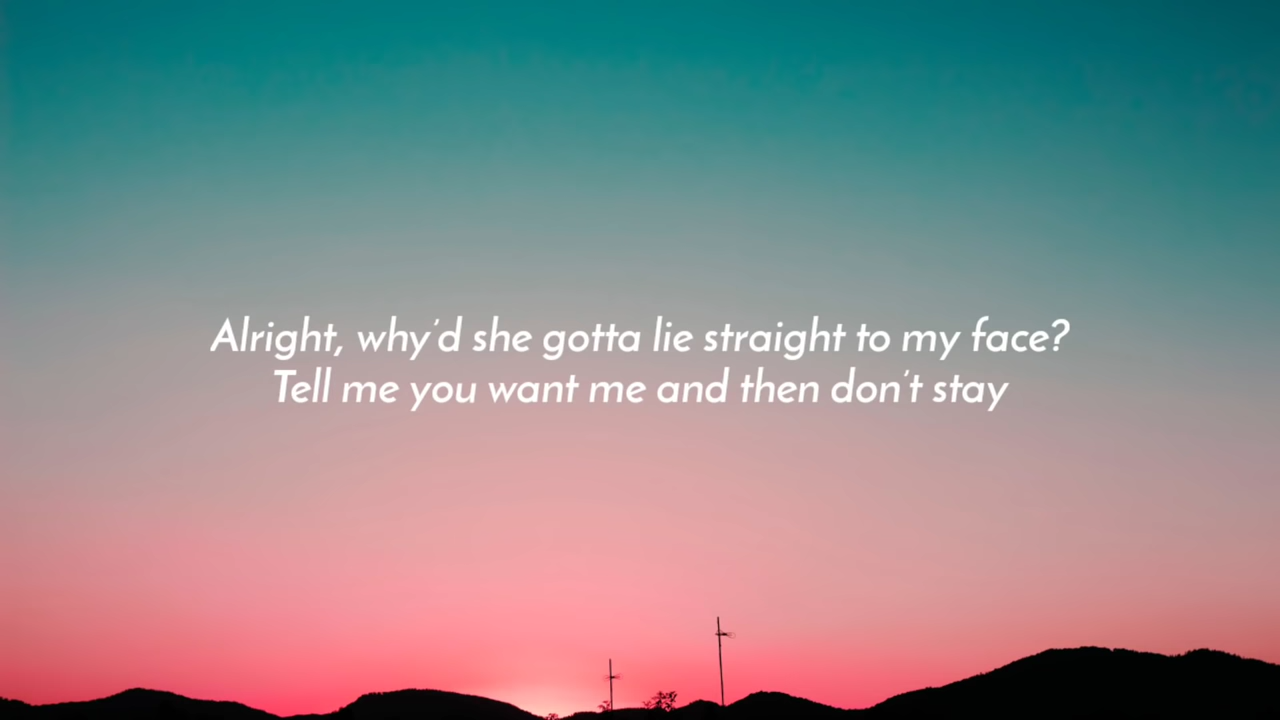 Alright, why'd she gotta lie straight to my face?
Tell me you want me and then don't stay